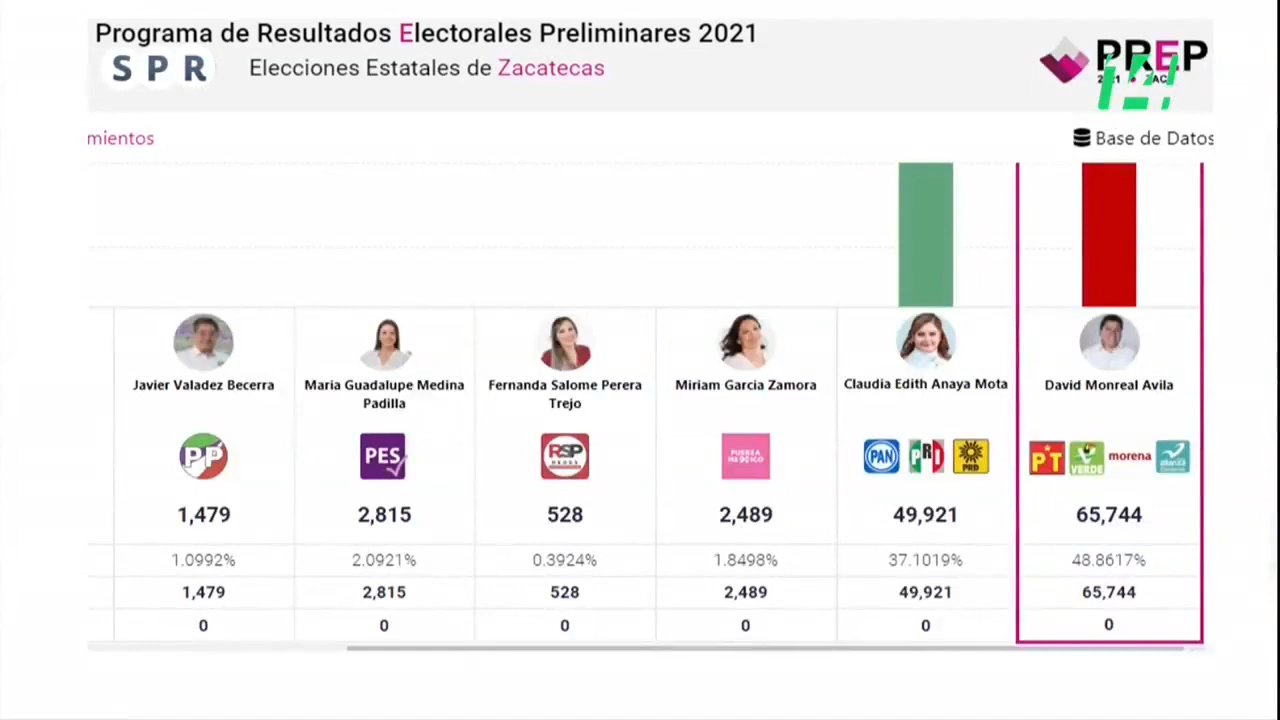 Programa de Resultados Electorales Preliminares 2021
SPR
Elecciones Estatales de Zacatecas
PREP
mientos
Base de Datos
Javier Valadez Becerra
Maria Guadalupe Medina
Padilla
Fernanda Salome Perera
Trejo
Miriam Garcia Zamora
Claudia Edith Anaya Mota
David Monreal Avila
PP
PES
RSP
FUERZA
MEXICO
PAN
PRI
PRD
PT
VERDE
morena
alianza
1,479 2,815 528 2,489 49,921 65,744
1.0992% 2.0921% 0.3924% 1.8498% 37.1019% 48.8617%
1,479 2,815 528 2,489 49,921 65,744
0 0 0 0 0 0